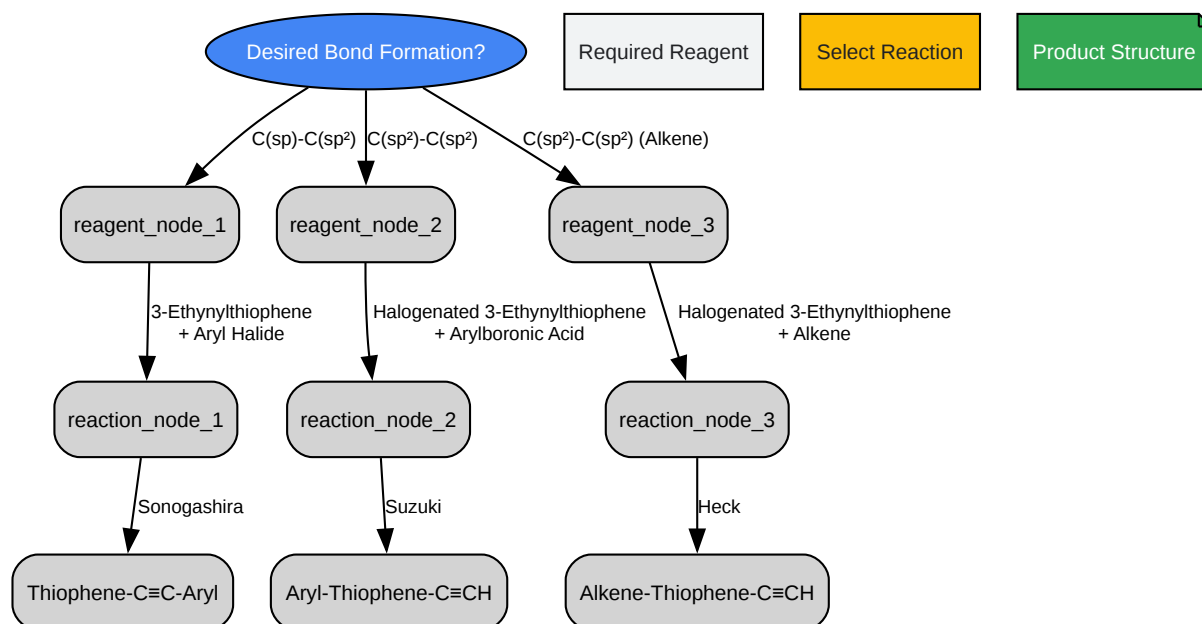 Desired Bond Formation?
Required Reagent
Select Reaction
Product Structure
C(sp)-C(sp²)
C(sp²)-C(sp²)
C(sp²)-C(sp²) (Alkene)
reagent_node_1
reagent_node_2
reagent_node_3
3-Ethynylthiophene
+ Aryl Halide
Halogenated 3-Ethynylthiophene
+ Arylboronic Acid
Halogenated 3-Ethynylthiophene
+ Alkene
reaction_node_1
reaction_node_2
reaction_node_3
Sonogashira
Suzuki
Heck
Thiophene-C≡C-Aryl
Aryl-Thiophene-C≡CH
Alkene-Thiophene-C≡CH